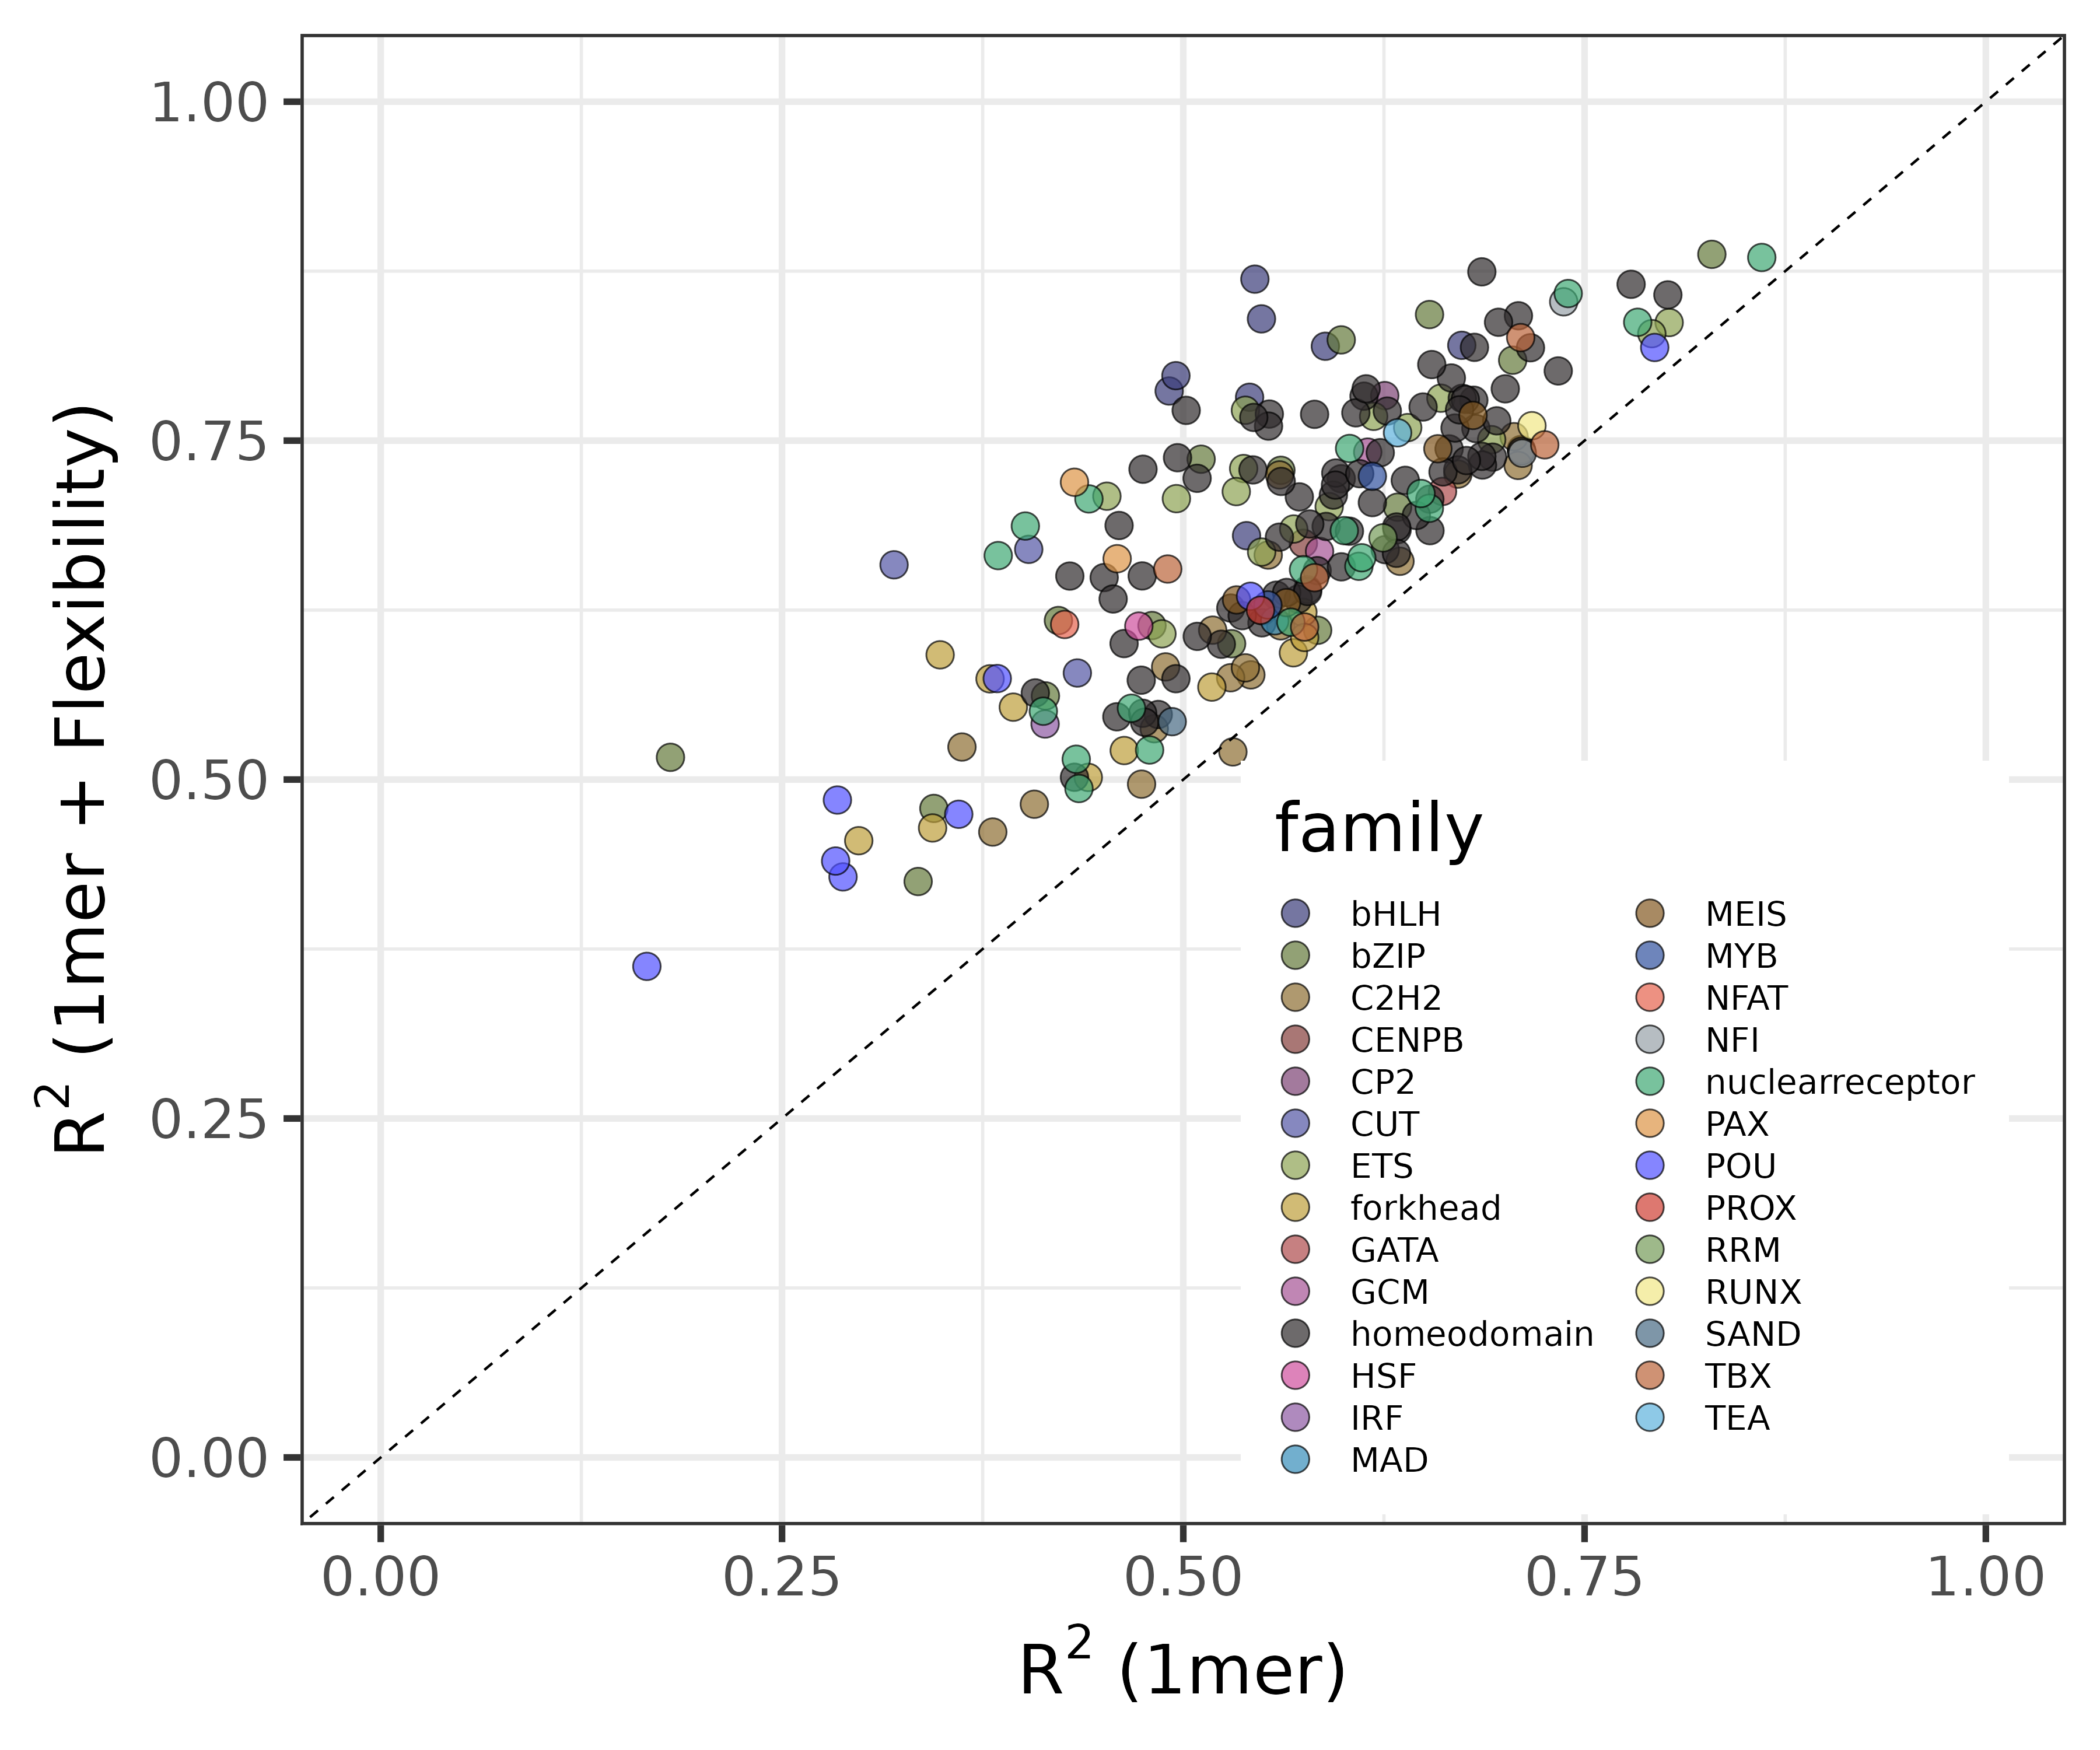 R² (1mer + Flexibility)
1.00
0.75
0.50
0.25
0.00
0.00
0.25
0.50
0.75
1.00
R² (1mer)
family
bHLH
bZIP
C2H2
CENPB
CP2
CUT
ETS
forkhead
GATA
GCM
homeodomain
HSF
IRF
MAD
MEIS
MYB
NFAT
NFI
nuclearreceptor
PAX
POU
PROX
RRM
RUNX
SAND
TBX
TEA